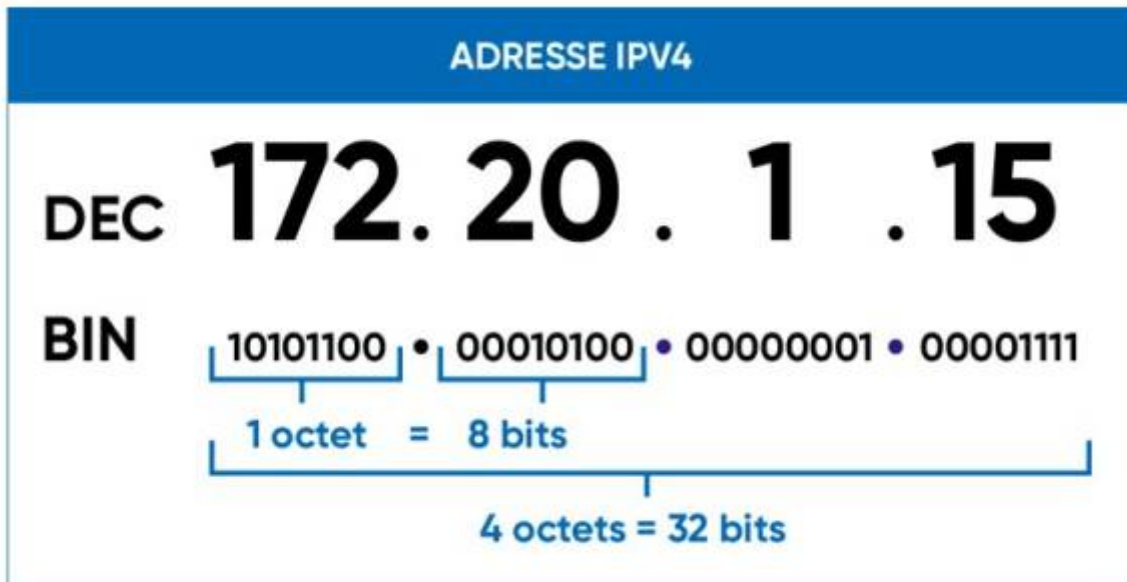 ADRESSE IPV4
DEC 172. 20 . 1 . 15
BIN 10101100 • 00010100 • 00000001 • 00001111
1 octet = 8 bits
4 octets = 32 bits